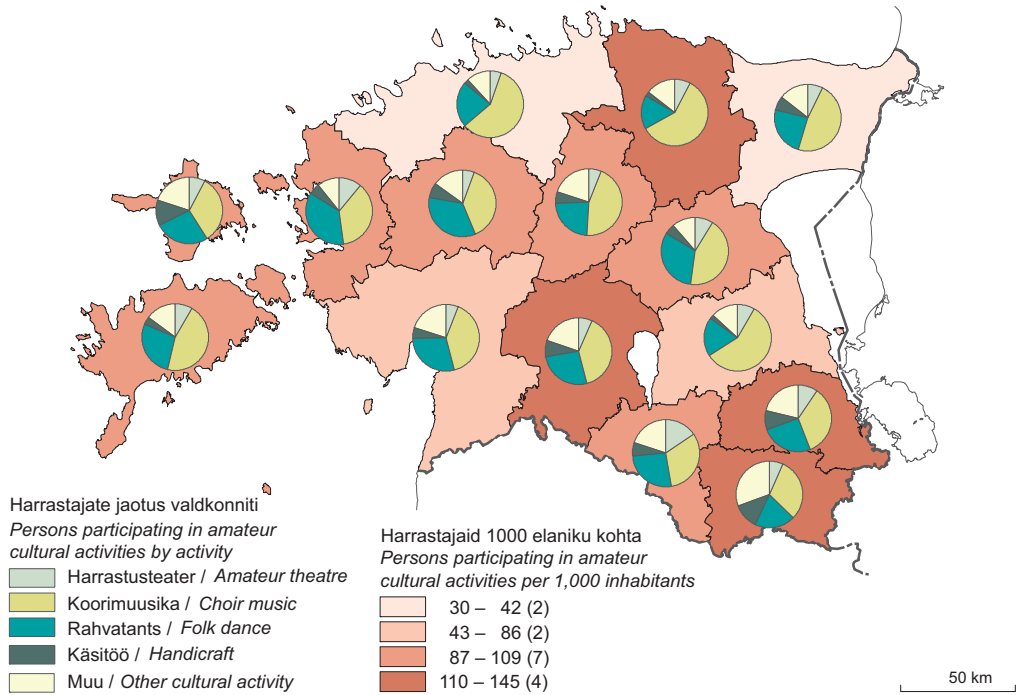 Harrastajate jaotus valdkonniti
Persons participating in amateur
cultural activities by activity
Harrastusteater / Amateur theatre
Koorimuusika / Choir music
Rahvatants / Folk dance
Käsitöö / Handicraft
Muu / Other cultural activity
Harrastajaid 1000 elaniku kohta
Persons participating in amateur
cultural activities per 1,000 inhabitants
30 – 42 (2)
43 – 86 (2)
87 – 109 (7)
110 – 145 (4)
50 km